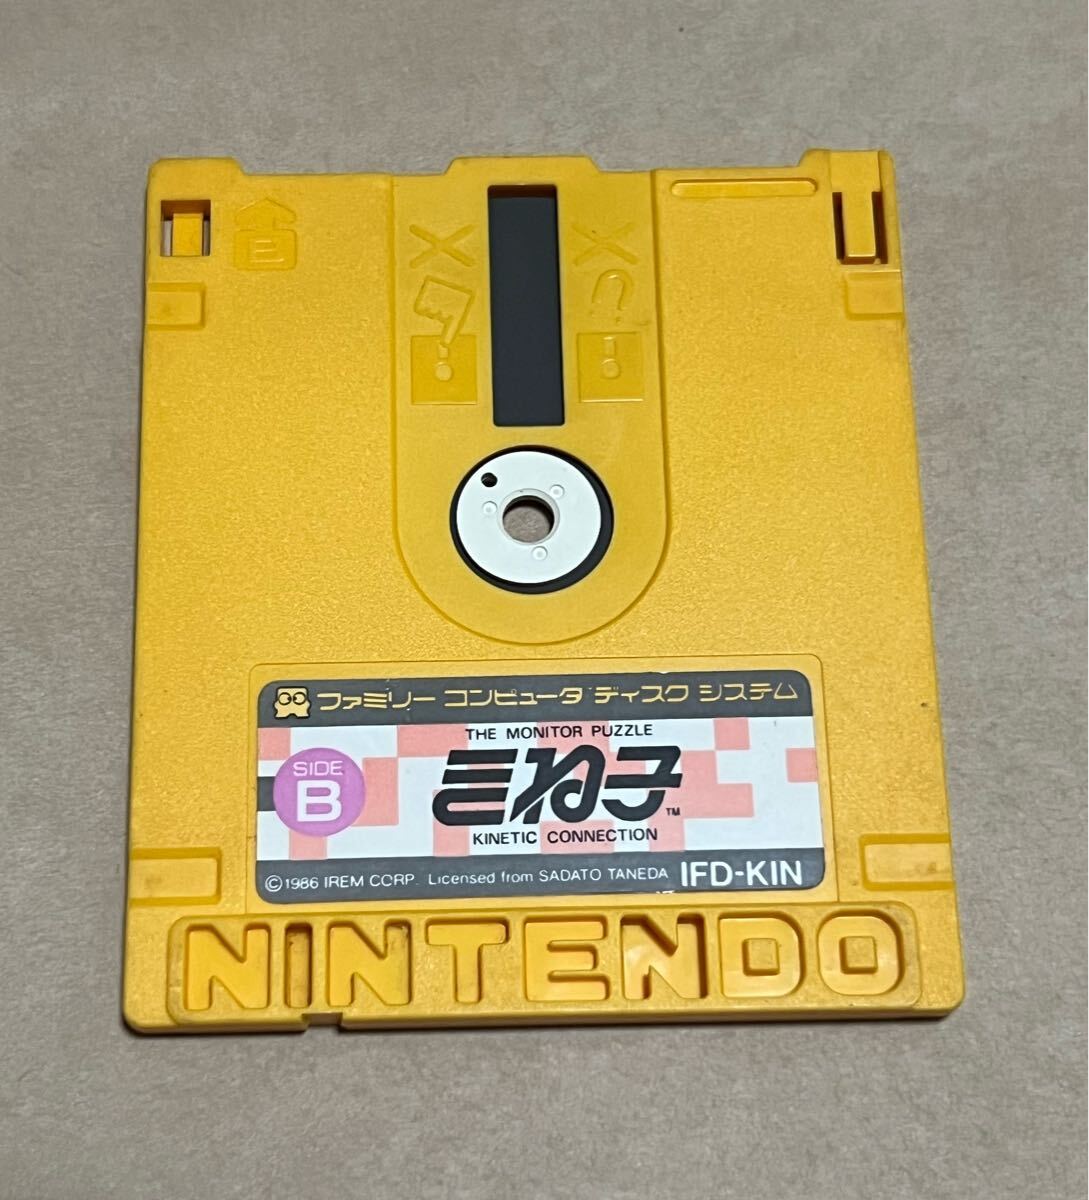 B
ファミリー コンピュータ ディスク システム
THE MONITOR PUZZLE
SIDE
B
きね子
TM
KINETIC CONNECTION
©1986 IREM CORP. Licensed from SADATO TANEDA IFD-KIN
NINTENDO